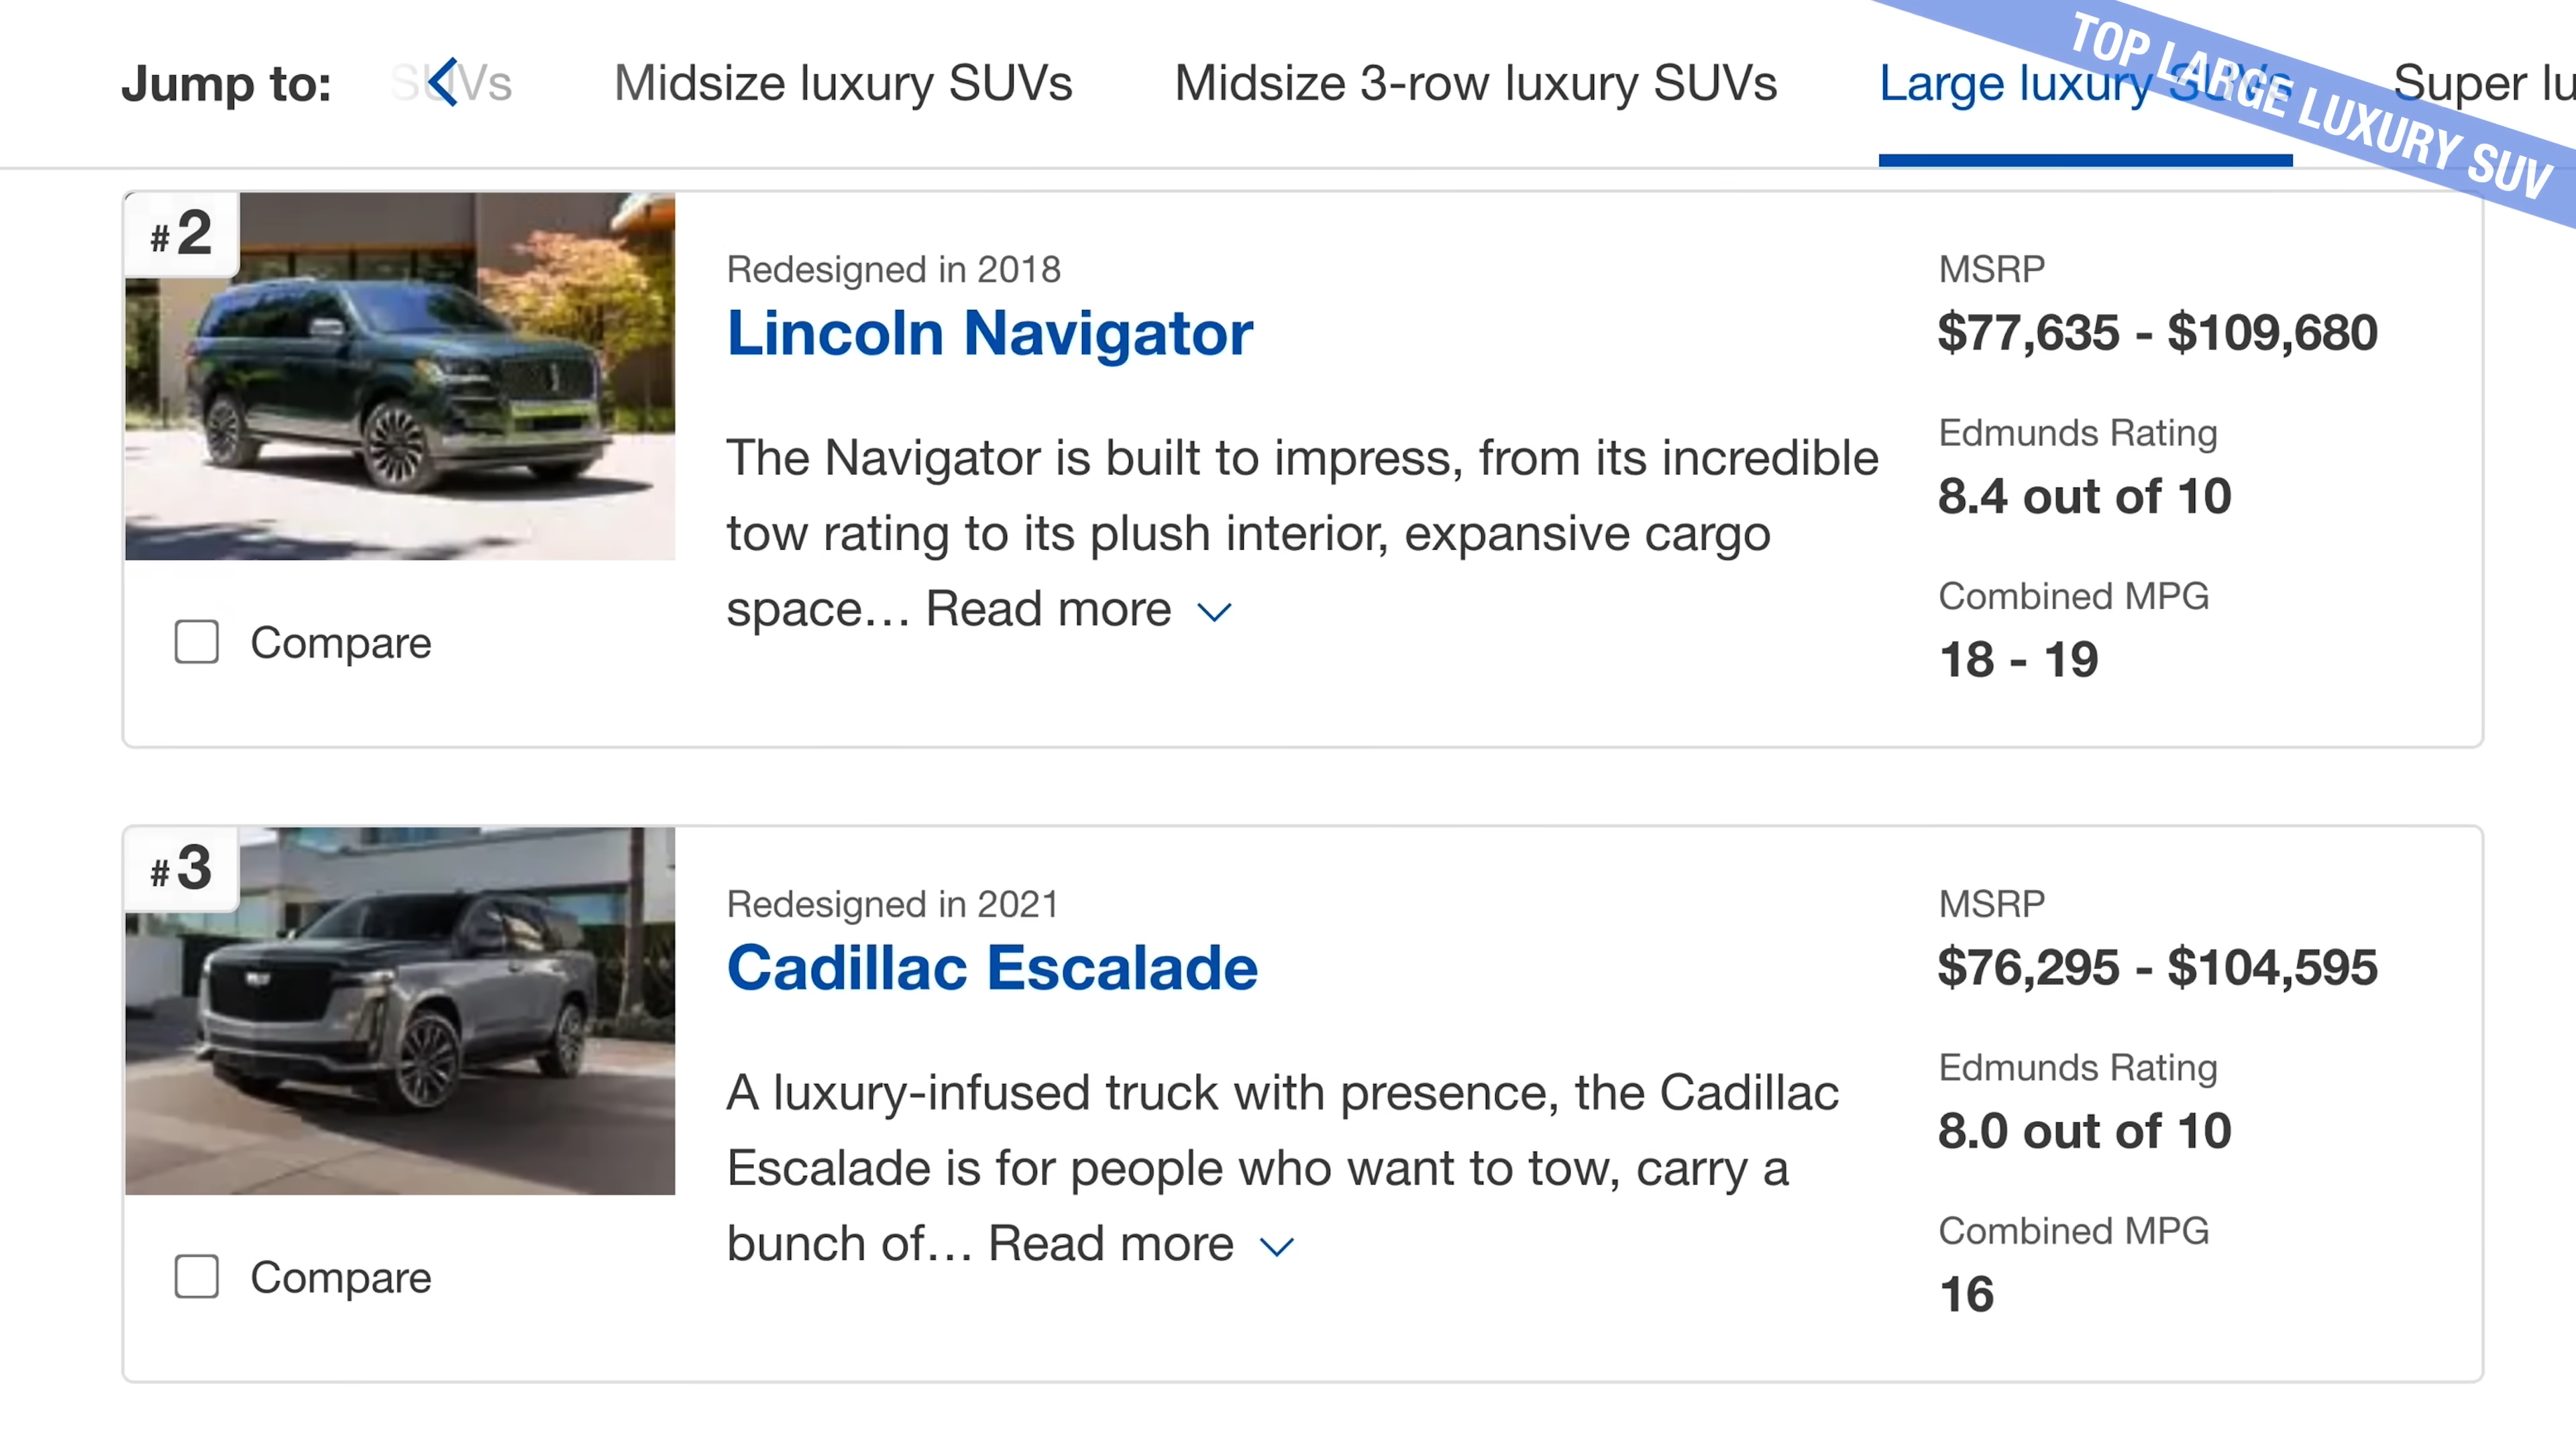 Jump to:
SUVs
Midsize luxury SUVs
Midsize 3-row luxury SUVs
Large luxury SUVs
Super lu
TOP LARGE LUXURY SUV
#2
Redesigned in 2018
Lincoln Navigator
The Navigator is built to impress, from its incredible
tow rating to its plush interior, expansive cargo
space... Read more
MSRP
$77,635 - $109,680
Edmunds Rating
8.4 out of 10
Combined MPG
18 - 19
Compare
#3
Redesigned in 2021
Cadillac Escalade
A luxury-infused truck with presence, the Cadillac
Escalade is for people who want to tow, carry a
bunch of... Read more
MSRP
$76,295 - $104,595
Edmunds Rating
8.0 out of 10
Combined MPG
16
Compare